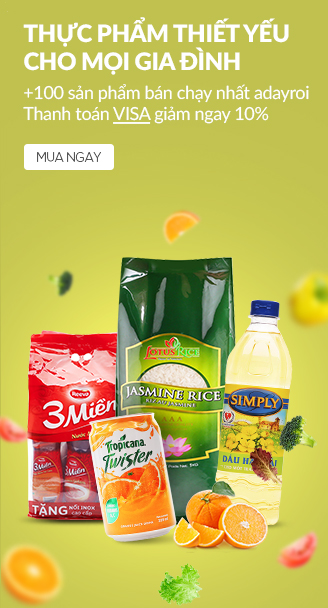 THỰC PHẨM THIẾT YẾU
CHO MỌI GIA ĐÌNH
+100 sản phẩm bán chạy nhất adayroi
Thanh toán VISA giảm ngay 10%
MUA NGAY
LOTUS RICE
JASMINE RICE
Reeva
3 Miền
Tropicana
Twister
SIMPLY
3 Miền
TẶNG
NỒI INOX